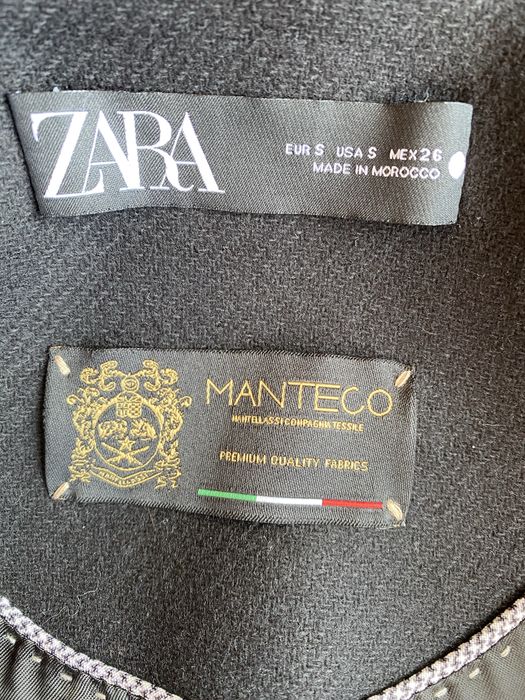 ZARA
EUR S USA S MEX 26
MADE IN MOROCCO
MANTECO
MANTELLASSI COMPAGNIA TESSILE
PREMIUM QUALITY FABRICS